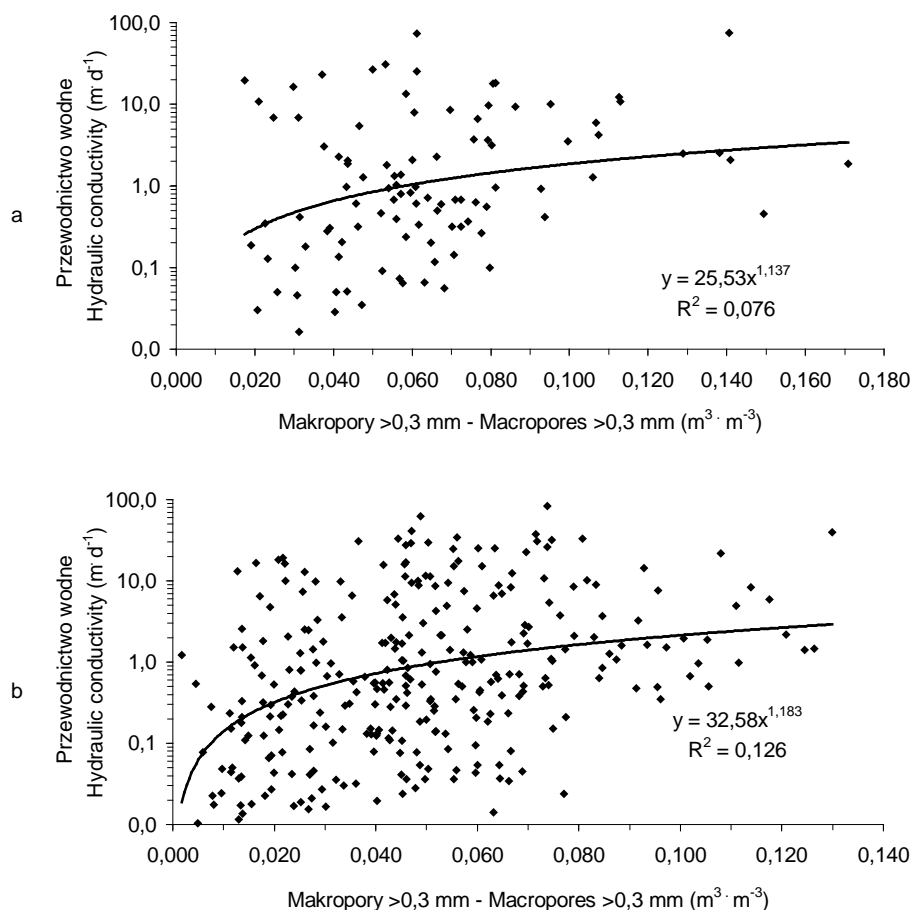 a
Przewodnictwo wodne
Hydraulic conductivity (m· d⁻¹)
100,0
10,0
1,0
0,1
0,0
y = 25,53x^1,137
R² = 0,076
0,000 0,020 0,040 0,060 0,080 0,100 0,120 0,140 0,160 0,180
Makropory >0,3 mm - Macropores >0,3 mm (m³ · m⁻³)
b
Przewodnictwo wodne
Hydraulic conductivity (m· d⁻¹)
100,0
10,0
1,0
0,1
0,0
y = 32,58x^1,183
R² = 0,126
0,000 0,020 0,040 0,060 0,080 0,100 0,120 0,140
Makropory >0,3 mm - Macropores >0,3 mm (m³ · m⁻³)